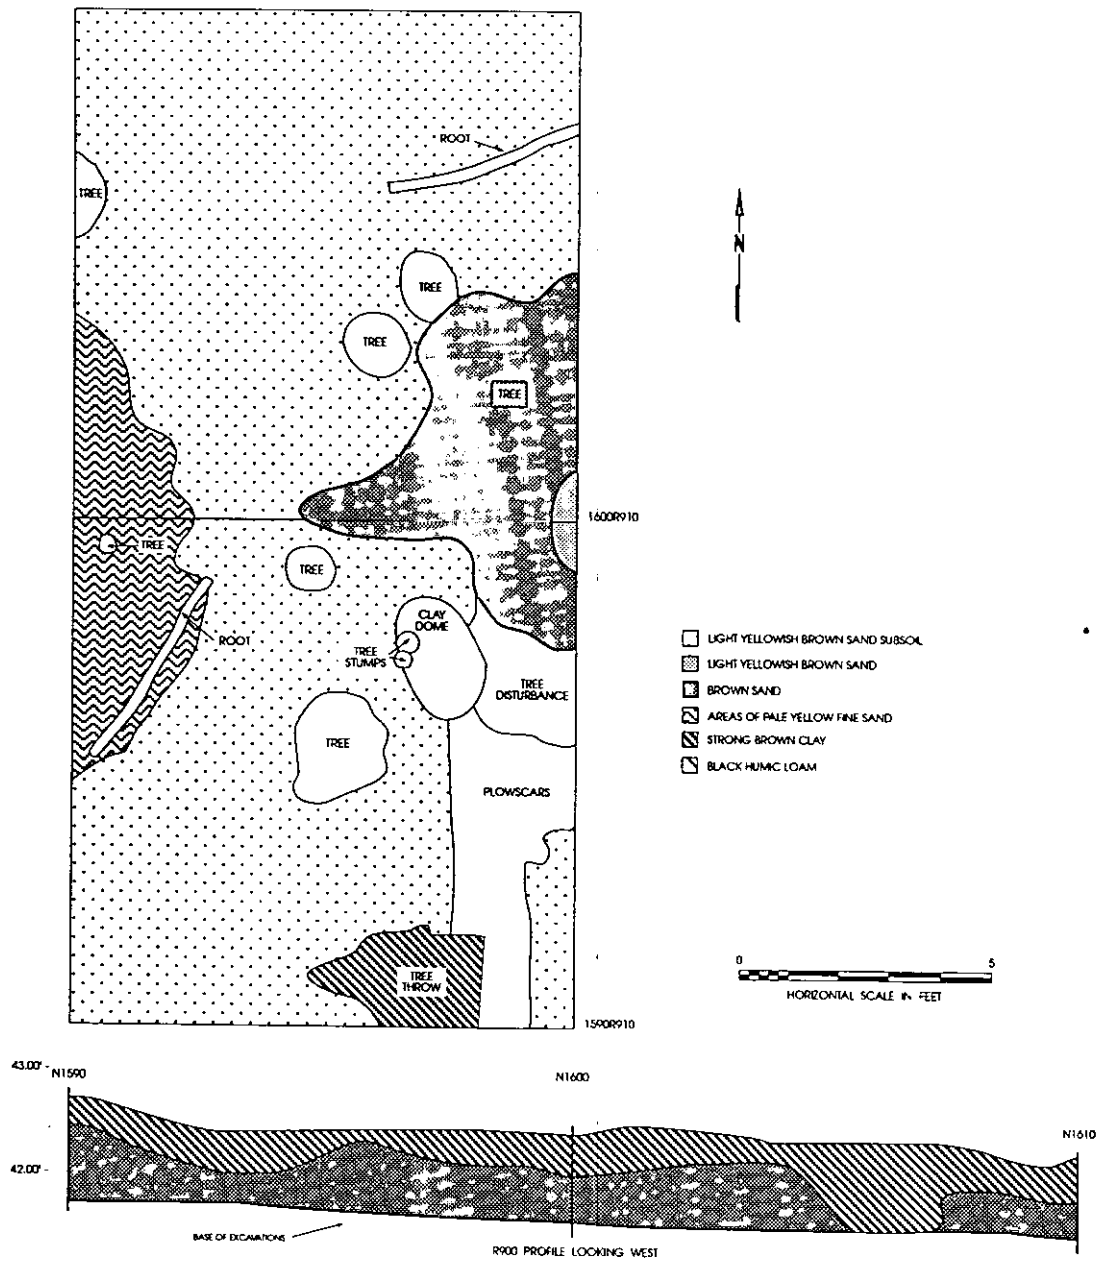 ROOT
TREE
N
TREE
TREE
TREE
1600R910
TREE
TREE
CLAY
DOME
ROOT
TREE
STUMPS
TREE
DISTURBANCE
TREE
PLOWSCARS
TREE
THROW
LIGHT YELLOWISH BROWN SAND SUBSOIL
LIGHT YELLOWISH BROWN SAND
BROWN SAND
AREAS OF PALE YELLOW FINE SAND
STRONG BROWN CLAY
BLACK HUMIC LOAM
0 5
HORIZONTAL SCALE IN FEET
1590R910
43.00'
N1590
N1600
N1610
42.00'
BASE OF EXCAVATIONS
R900 PROFILE LOOKING WEST